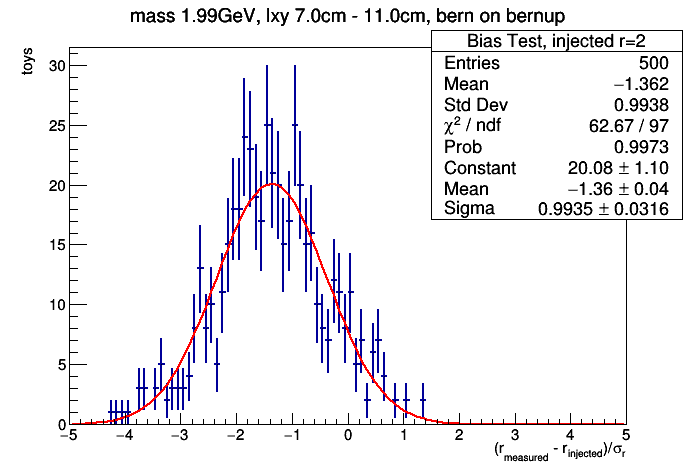 mass 1.99GeV, lxy 7.0cm - 11.0cm, bern on bernup
Bias Test, injected r=2
Entries 500
Mean −1.362
Std Dev 0.9938
χ² / ndf 62.67 / 97
Prob 0.9973
Constant 20.08 ± 1.10
Mean −1.36 ± 0.04
Sigma 0.9935 ± 0.0316
toys
30
25
20
15
10
5
0
−5 −4 −3 −2 −1 0 1 2 3 4 5
(r_measured - r_injected)/σ_r